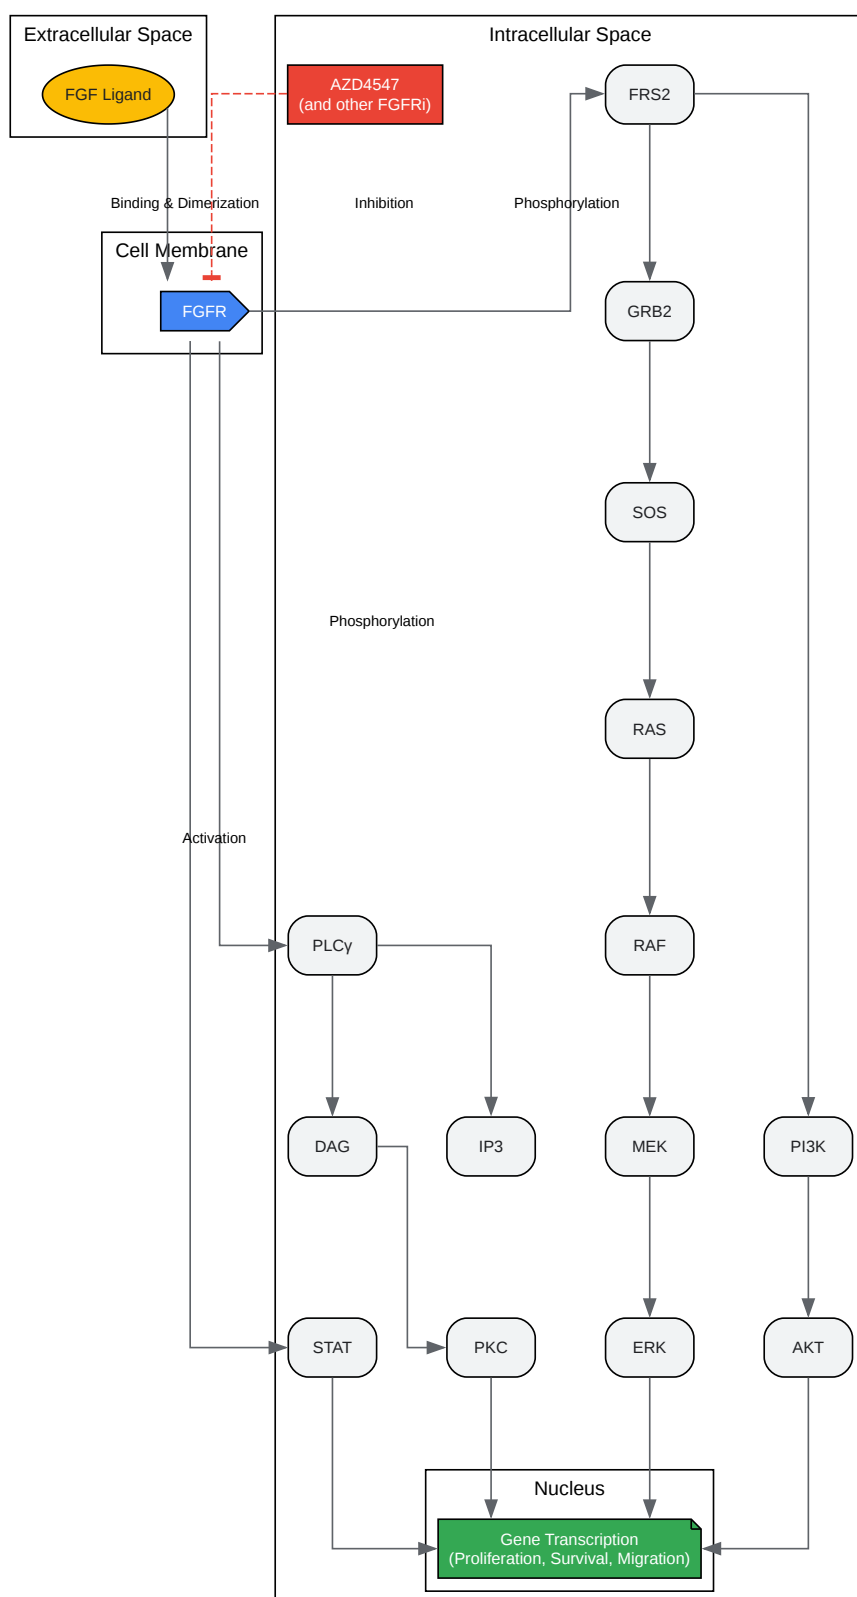 Extracellular Space
Intracellular Space
FGF Ligand
AZD4547
(and other FGFRi)
FRS2
Binding & Dimerization
Inhibition
Phosphorylation
Cell Membrane
FGFR
GRB2
SOS
Phosphorylation
RAS
Activation
PLCγ
RAF
DAG
IP3
MEK
PI3K
STAT
PKC
ERK
AKT
Nucleus
Gene Transcription
(Proliferation, Survival, Migration)